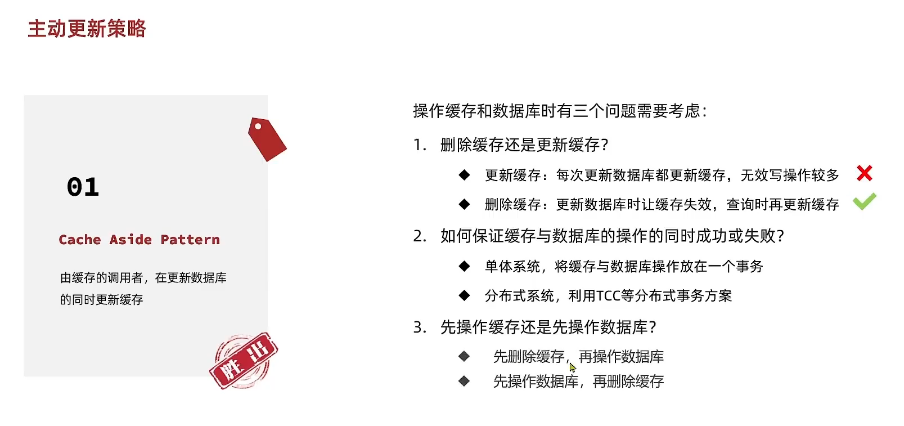 主动更新策略
01
Cache Aside Pattern
由缓存的调用者，在更新数据库
的同时更新缓存
胜出
操作缓存和数据库时有三个问题需要考虑：
1. 删除缓存还是更新缓存？
◆ 更新缓存：每次更新数据库都更新缓存，无效写操作较多
◆ 删除缓存：更新数据库时让缓存失效，查询时再更新缓存
2. 如何保证缓存与数据库的操作的同时成功或失败？
◆ 单体系统，将缓存与数据库操作放在一个事务
◆ 分布式系统，利用TCC等分布式事务方案
3. 先操作缓存还是先操作数据库？
◆ 先删除缓存，再操作数据库
◆ 先操作数据库，再删除缓存